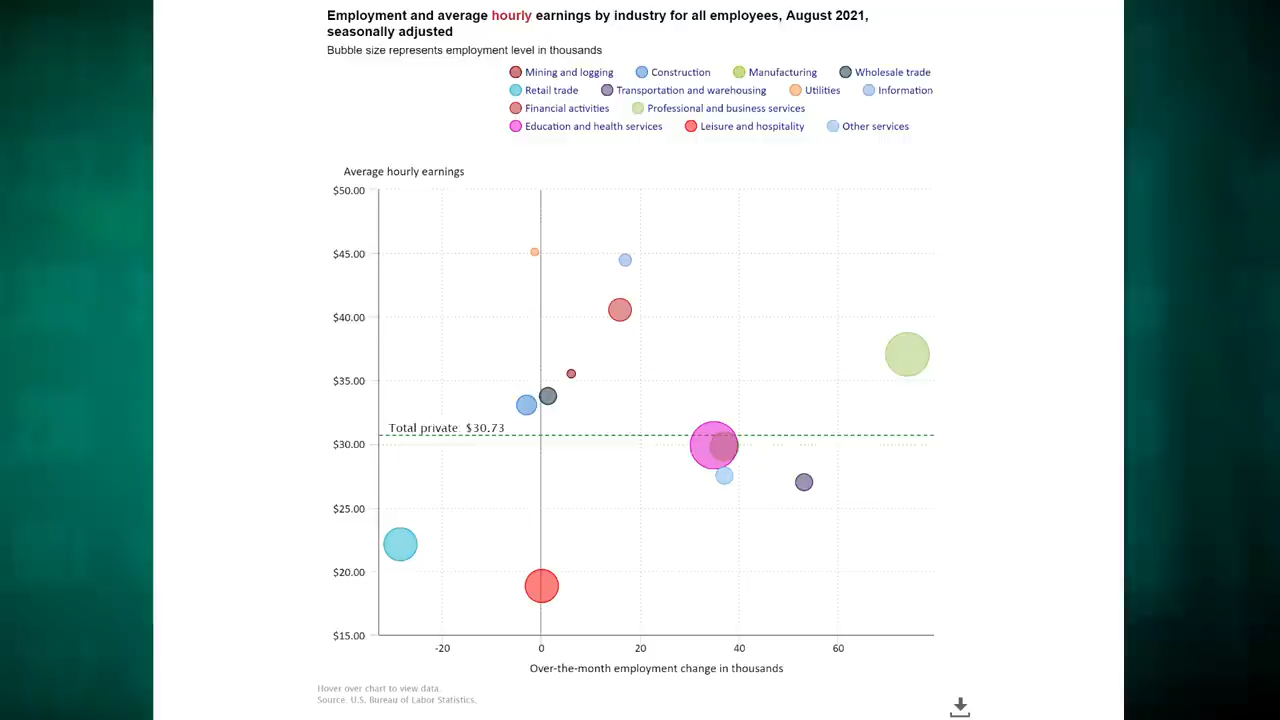 Employment and average hourly earnings by industry for all employees, August 2021,
seasonally adjusted
Bubble size represents employment level in thousands
Mining and logging Construction Manufacturing Wholesale trade
Retail trade Transportation and warehousing Utilities Information
Financial activities Professional and business services
Education and health services Leisure and hospitality Other services
Average hourly earnings
$50.00
$45.00
$40.00
$35.00
Total private: $30.73
$30.00
$25.00
$20.00
$15.00
-20 0 20 40 60
Over-the-month employment change in thousands
Hover over chart to view data.
Source: U.S. Bureau of Labor Statistics.